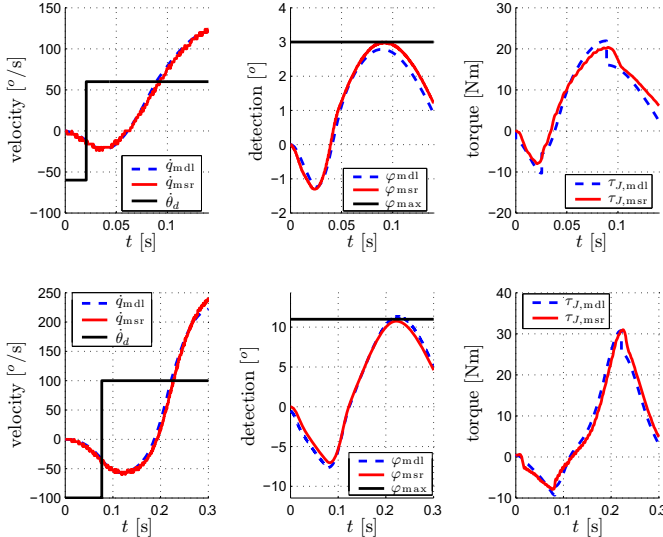 velocity [°/s]
150
100
50
0
−50
−100
0
0.05
0.1
t [s]
q̇mdl
q̇msr
θ̇d
detection [°]
4
3
2
1
0
−1
−2
0
0.05
0.1
t [s]
φmdl
φmsr
φmax
torque [Nm]
30
20
10
0
−10
−20
0
0.1
t [s]
τJ,mdl
τJ,msr
velocity [°/s]
250
200
150
100
50
0
−50
−100
0
0.1
0.2
0.3
t [s]
q̇mdl
q̇msr
θ̇d
detection [°]
10
5
0
−5
−10
0
0.1
0.2
0.3
t [s]
φmdl
φmsr
φmax
torque [Nm]
40
30
20
10
0
−10
0
0.1
0.2
0.3
t [s]
τJ,mdl
τJ,msr